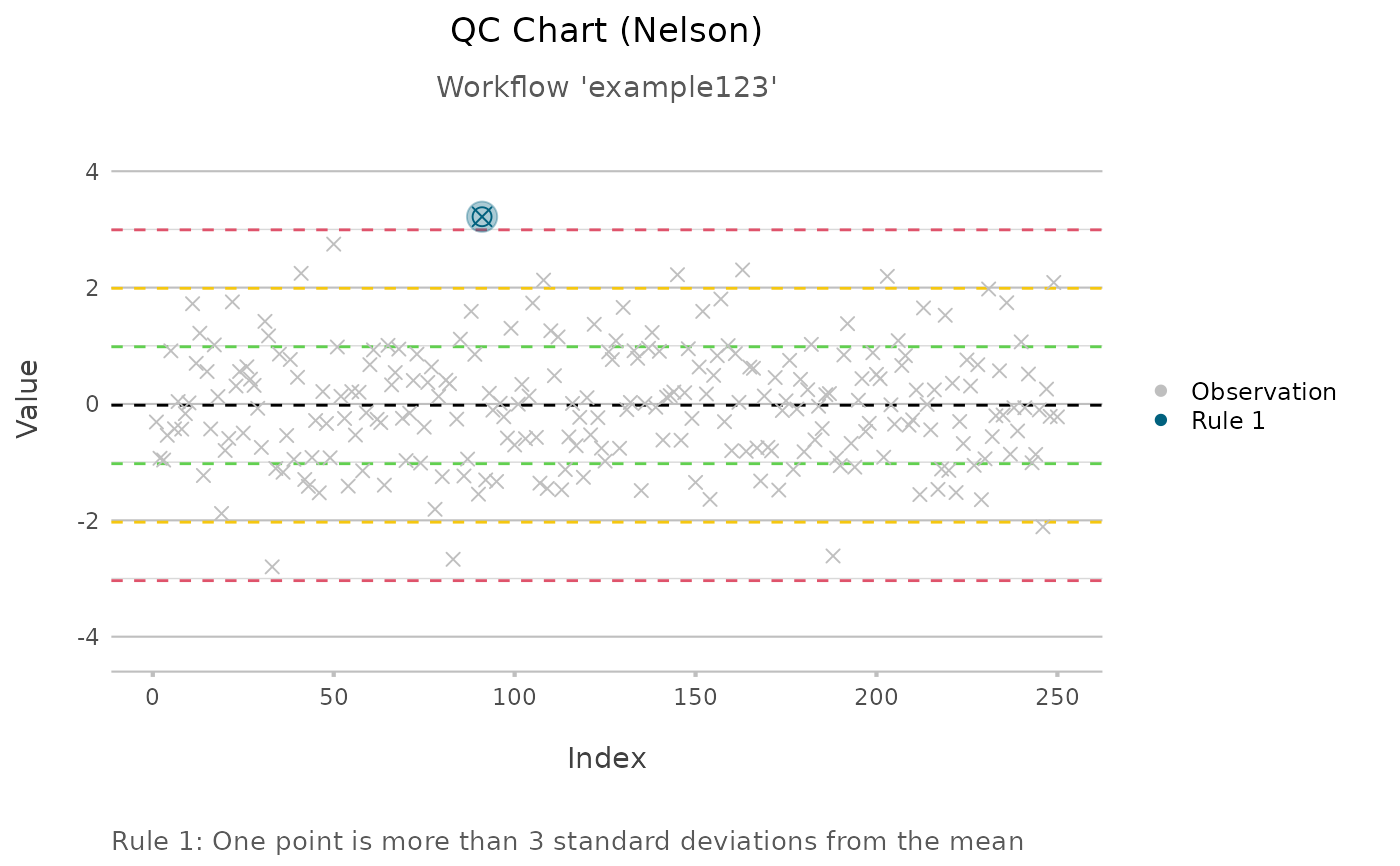 QC Chart (Nelson)
Workflow 'example123'
4
2
0
-2
-4
Value
0 50 100 150 200 250
Index
Observation
Rule 1
Rule 1: One point is more than 3 standard deviations from the mean